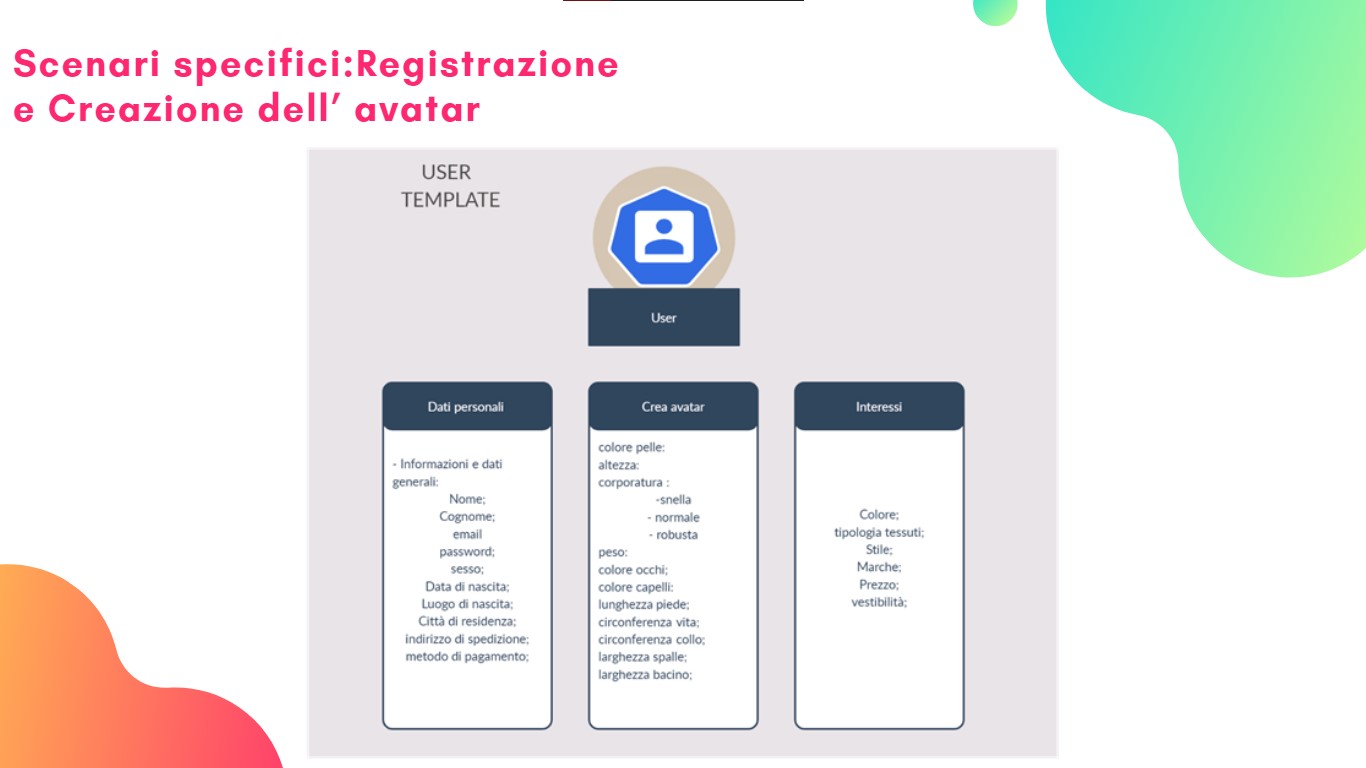 Scenari specifici:Registrazione
e Creazione dell’ avatar
USER
TEMPLATE
User
Dati personali
- Informazioni e dati
generali:
Nome;
Cognome;
email
password;
sesso;
Data di nascita;
Luogo di nascita;
Città di residenza;
indirizzo di spedizione;
metodo di pagamento;
Crea avatar
colore pelle:
altezza:
corporatura :
-snella
- normale
- robusta
peso:
colore occhi;
colore capelli:
lunghezza piede;
circonferenza vita;
circonferenza collo;
larghezza spalle;
larghezza bacino;
Interessi
Colore;
tipologia tessuti;
Stile;
Marche;
Prezzo;
vestibilità;